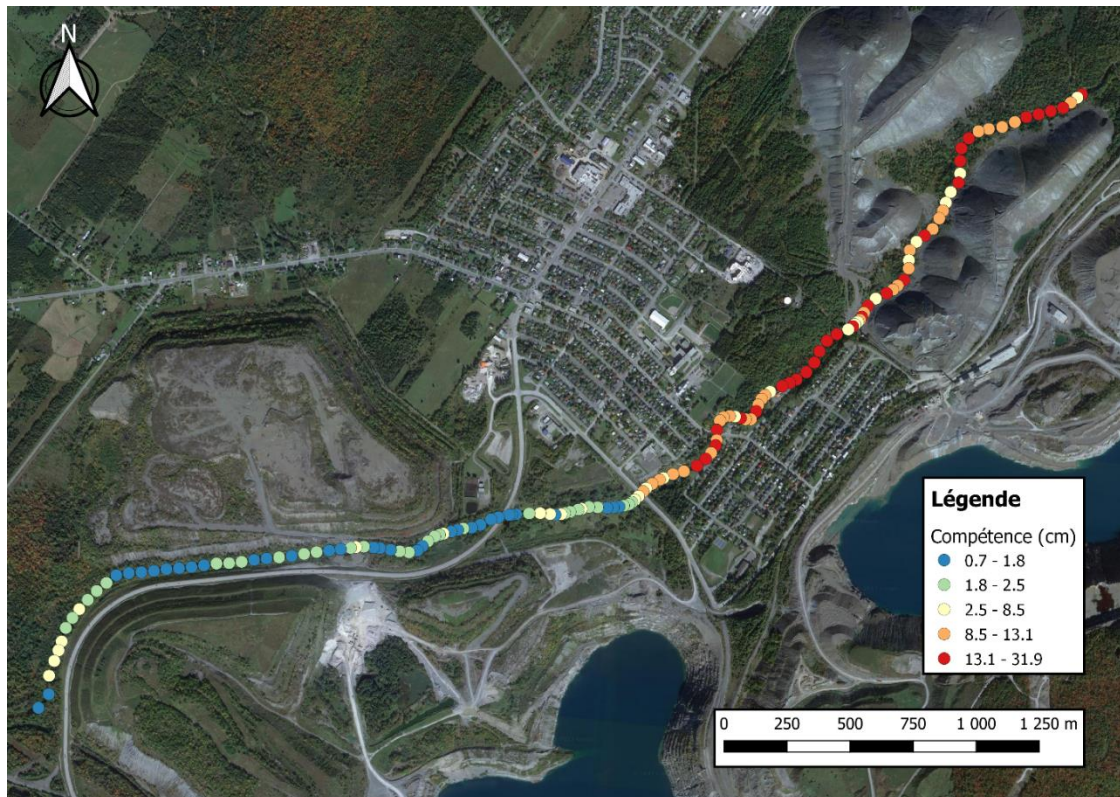 N
Légende
Compétence (cm)
0.7 - 1.8
1.8 - 2.5
2.5 - 8.5
8.5 - 13.1
13.1 - 31.9
0 250 500 750 1 000 1 250 m